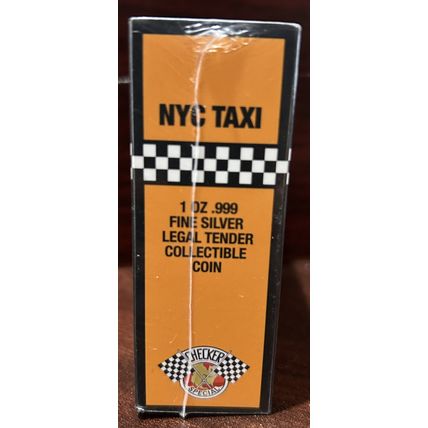 NYC TAXI
1 OZ .999
FINE SILVER
LEGAL TENDER
COLLECTIBLE
COIN
CHECKER
SPECIAL